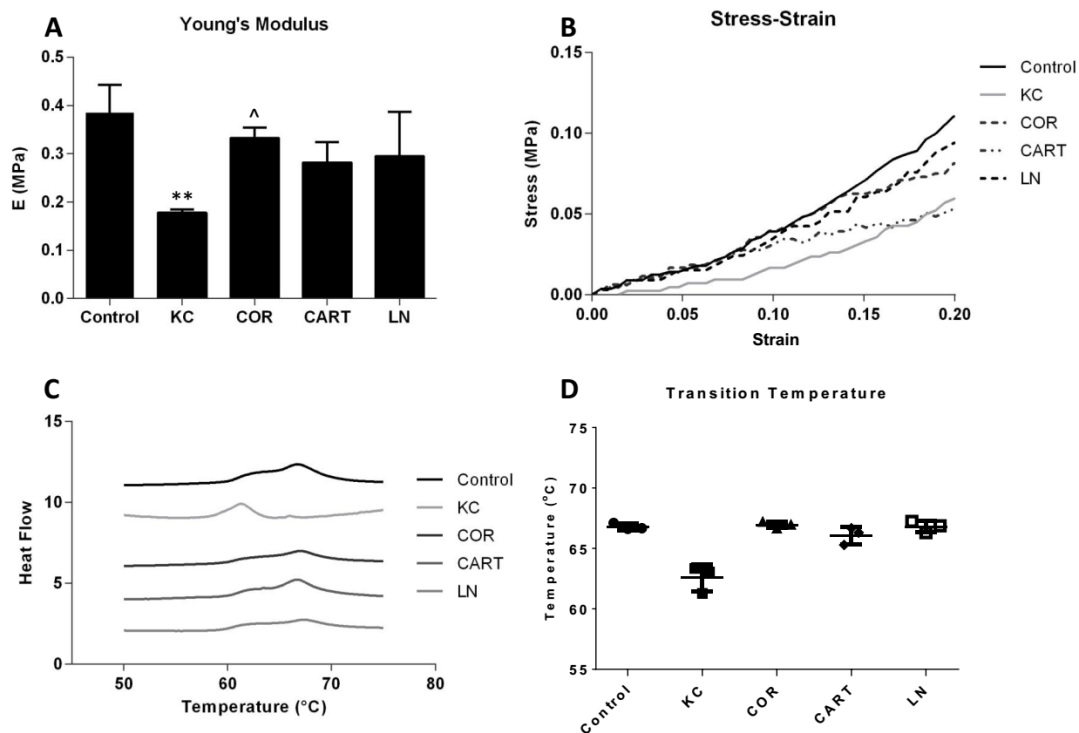 A
Young's Modulus
0.5
0.4
0.3
0.2
0.1
0.0
E (MPa)
^
**
Control KC COR CART LN
B
Stress-Strain
0.15
0.10
0.05
0.00
Stress (MPa)
0.00 0.05 0.10 0.15 0.20
Strain
Control
KC
COR
CART
LN
C
15
10
5
0
Heat Flow
50 60 70 80
Temperature (°C)
Control
KC
COR
CART
LN
D
Transition Temperature
75
70
65
60
55
Temperature (°C)
Control KC COR CART LN